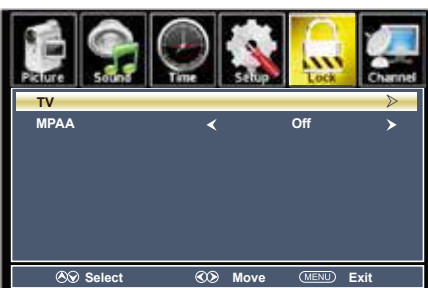 Picture Sound Time Setup Lock Channel
TV
MPAA Off
Select Move MENU Exit